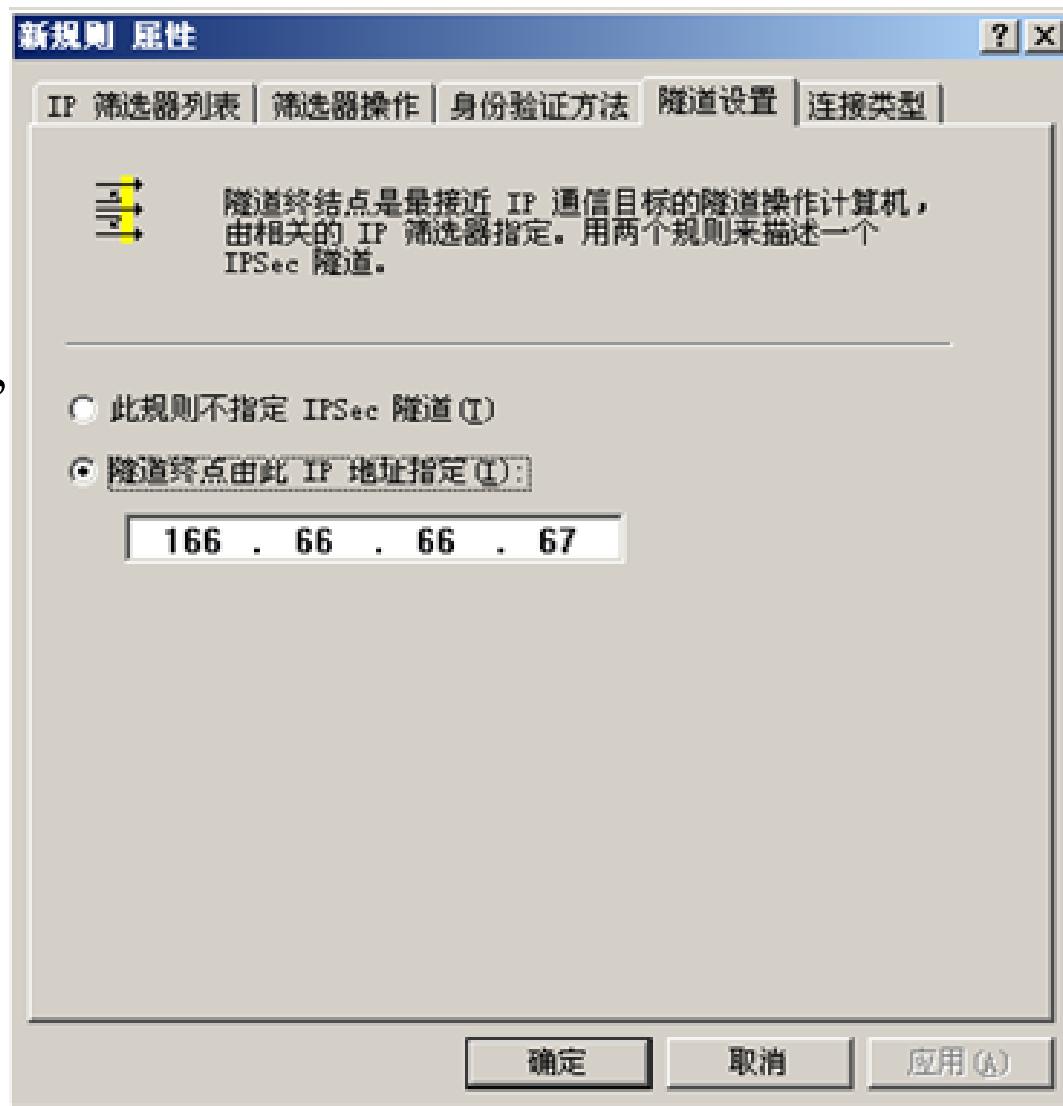 新规则 属性
IP 筛选器列表 筛选器操作 身份验证方法 隧道设置 连接类型
隧道终结点是最接近 IP 通信目标的隧道操作计算机，
由相关的 IP 筛选器指定。用两个规则来描述一个
IPSec 隧道。
，
此规则不指定 IPSec 隧道(T)
隧道终点由此 IP 地址指定(I):
166 . 66 . 66 . 67
确定 取消 应用(A)